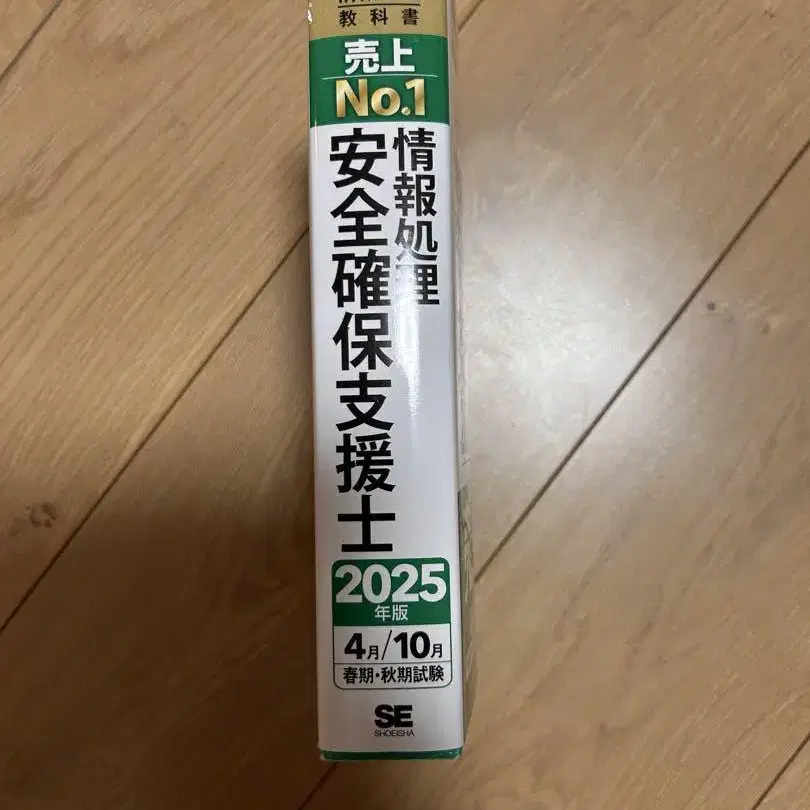 教科書
売上
No.1
情報処理
安全確保支援士
2025
年版
4月/10月
春期・秋期試験
SE
SHOEISHA